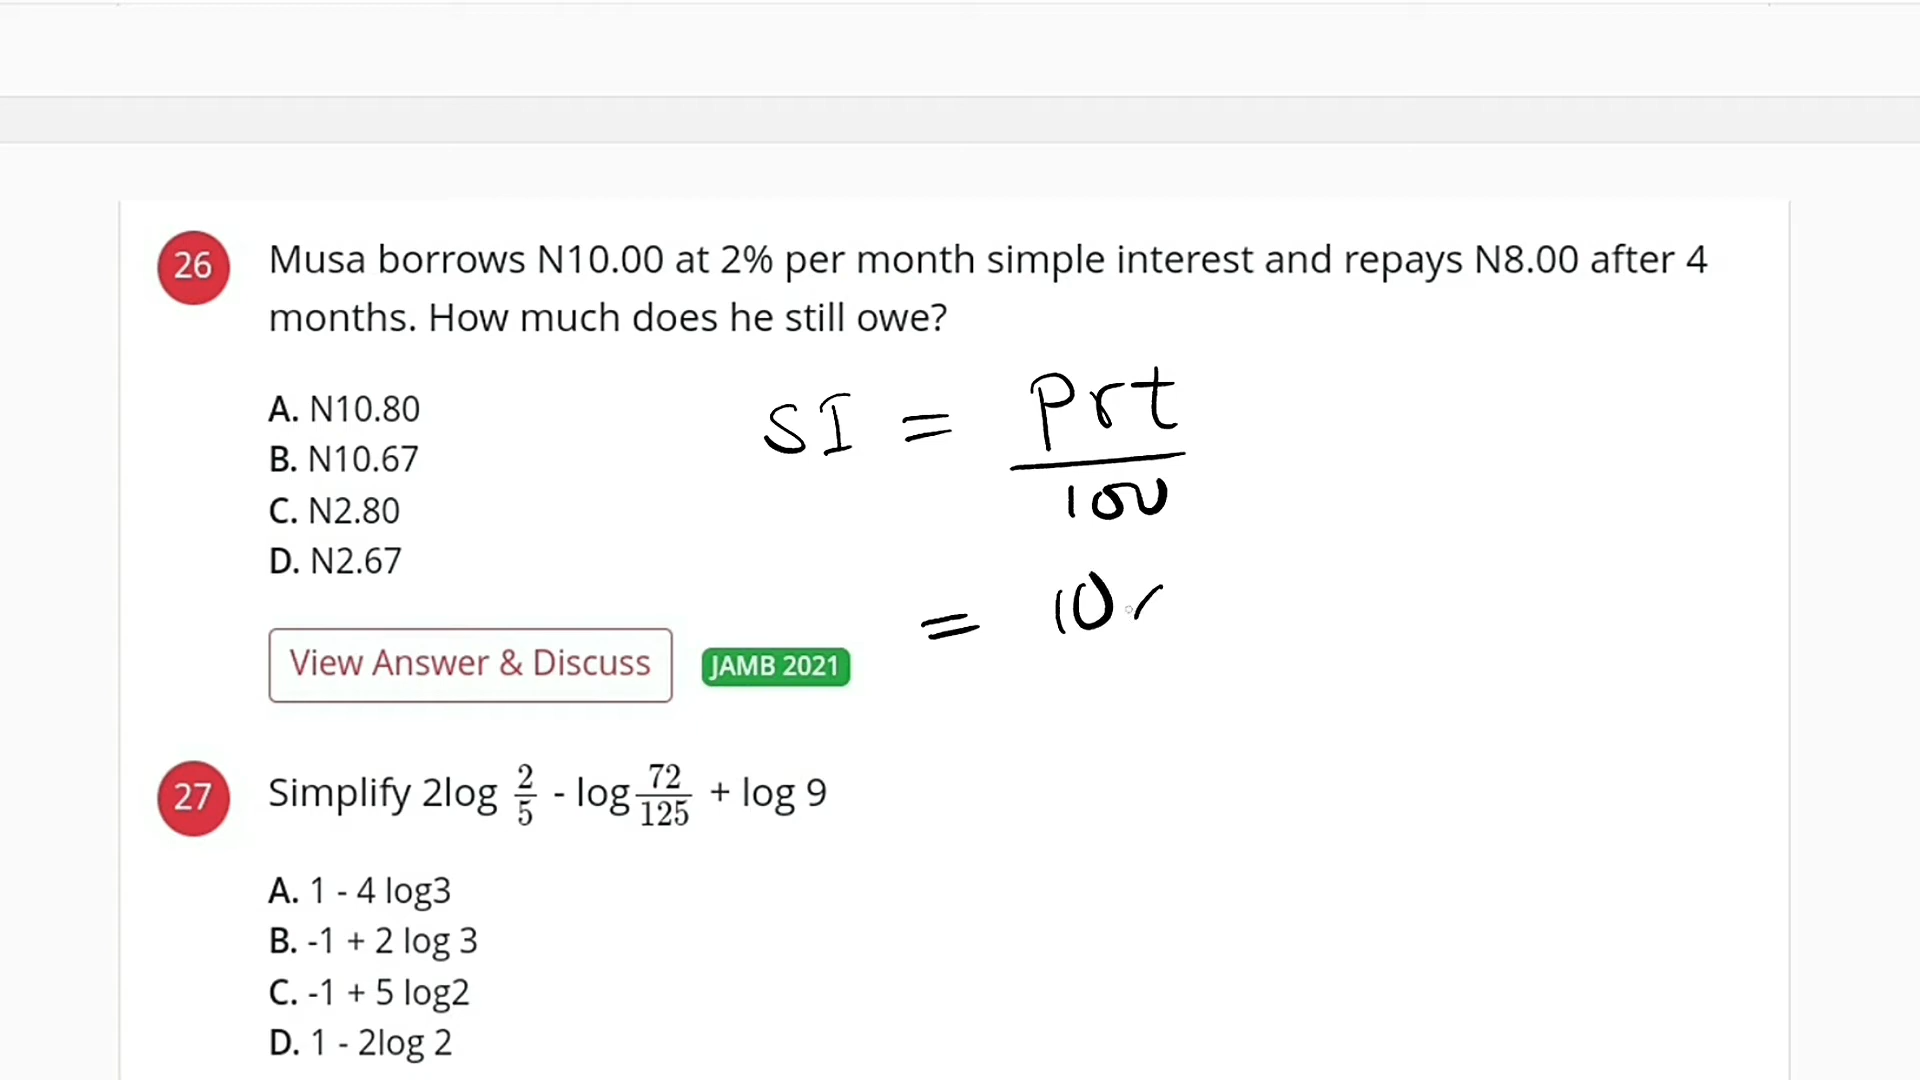 26 Musa borrows N10.00 at 2% per month simple interest and repays N8.00 after 4
months. How much does he still owe?
A. N10.80
B. N10.67
C. N2.80
D. N2.67
SI = Prt
100
= 10
View Answer & Discuss JAMB 2021
27 Simplify 2log 2/5 - log 72/125 + log 9
A. 1 - 4 log3
B. -1 + 2 log 3
C. -1 + 5 log2
D. 1 - 2log 2